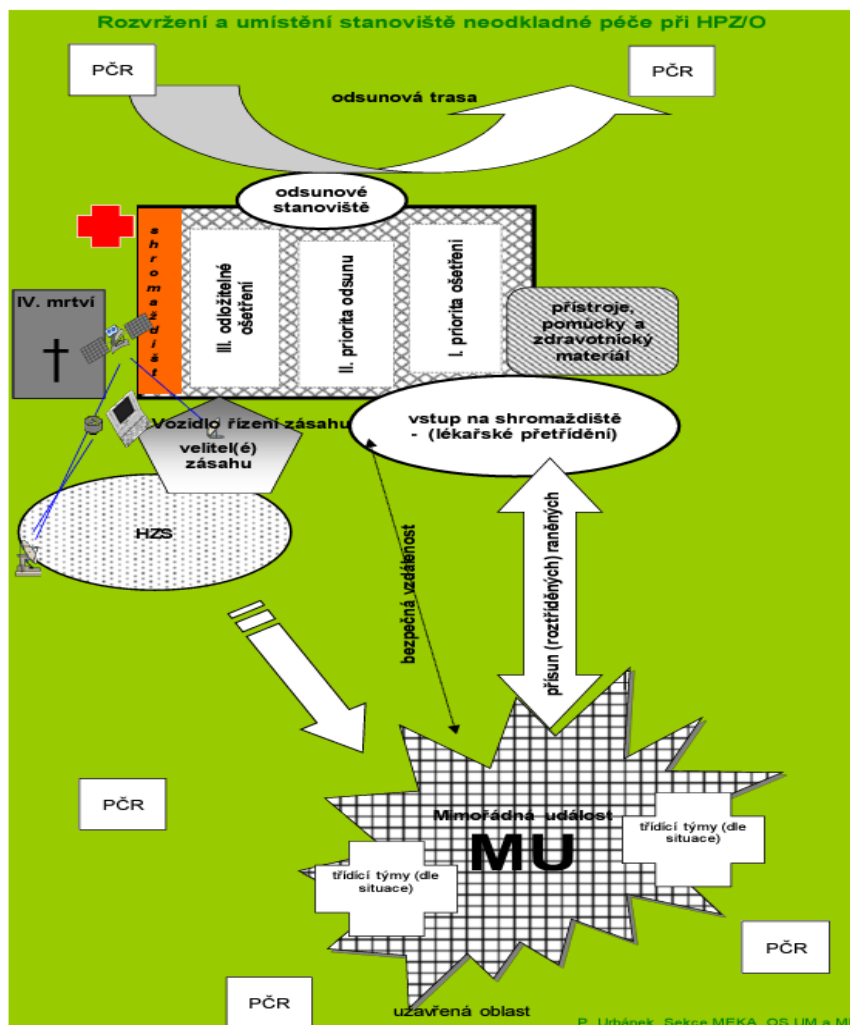 Rozvržení a umístění stanoviště neodkladné péče při HPZ/O
PČR
PČR
odsunová trasa
odsunové
stanoviště
shromaždišt
III. odložitelné
ošetření
II. priorita odsunu
I. priorita ošetření
IV. mrtví
přístroje,
pomůcky a
zdravotnický
materiál
Vozidlo řízení zásahu
velitel(é)
zásahu
vstup na shromaždiště
- (lékařské přetřídění)
HZS
bezpečná vzdálenost
přísun (roztříděných) raněných
PČR
Mimořádná událost
MU
třídící týmy (dle
situace)
třídící týmy (dle
situace)
PČR
PČR
uzavřená oblast
P. Urbánek, Sekce MEKA, OS UM a M